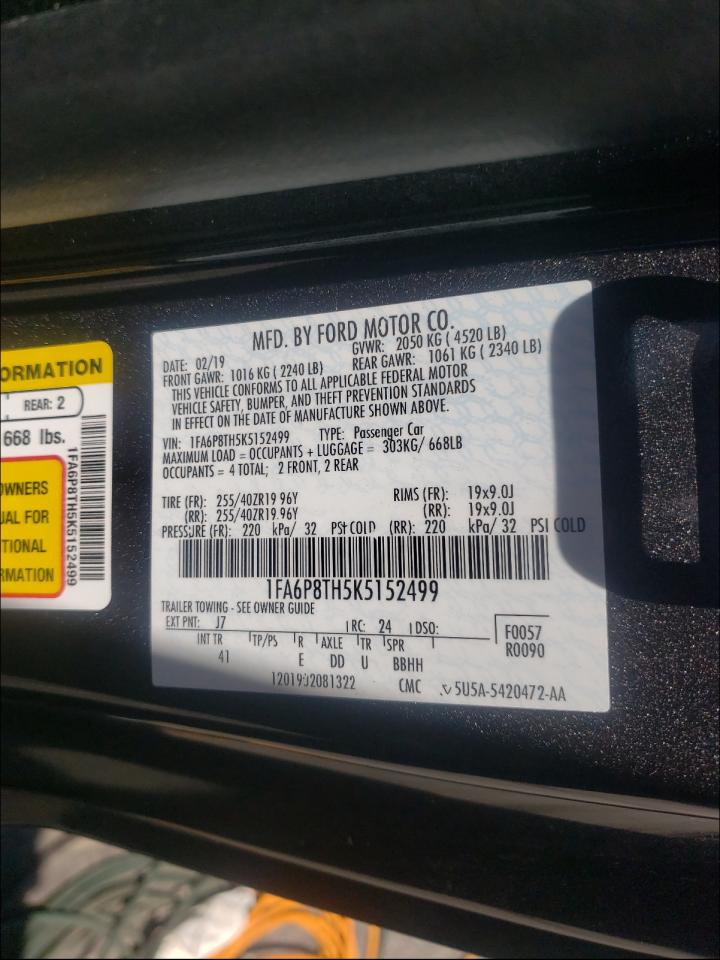 MFD. BY FORD MOTOR CO.
DATE: 02/19 GVWR: 2050 KG ( 4520 LB)
FRONT GAWR: 1016 KG ( 2240 LB) REAR GAWR: 1061 KG ( 2340 LB)
THIS VEHICLE CONFORMS TO ALL APPLICABLE FEDERAL MOTOR
VEHICLE SAFETY, BUMPER, AND THEFT PREVENTION STANDARDS
IN EFFECT ON THE DATE OF MANUFACTURE SHOWN ABOVE.
VIN: 1FA6P8TH5K5152499 TYPE: Passenger Car
MAXIMUM LOAD = OCCUPANTS + LUGGAGE = 303KG/ 668LB
OCCUPANTS = 4 TOTAL; 2 FRONT, 2 REAR
TIRE (FR): 255/40ZR19 96Y RIMS (FR): 19x9.0J
(RR): 255/40ZR19 96Y (RR): 19x9.0J
PRESSURE (FR): 220 kPa/ 32 PSI COLD (RR): 220 kPa/ 32 PSI COLD
1FA6P8TH5K5152499
TRAILER TOWING - SEE OWNER GUIDE
EXT PNT: J7 RC: 24 DSO:
F0057
R0090
INT TR TP/PS R AXLE TR SPR
41 E DD U BBHH
CMC 5U5A-5420472-AA
ORMATION
REAR: 2
668 lbs.
OWNERS
UAL FOR
TIONAL
RMATION
1FA6P8TH5K5152499